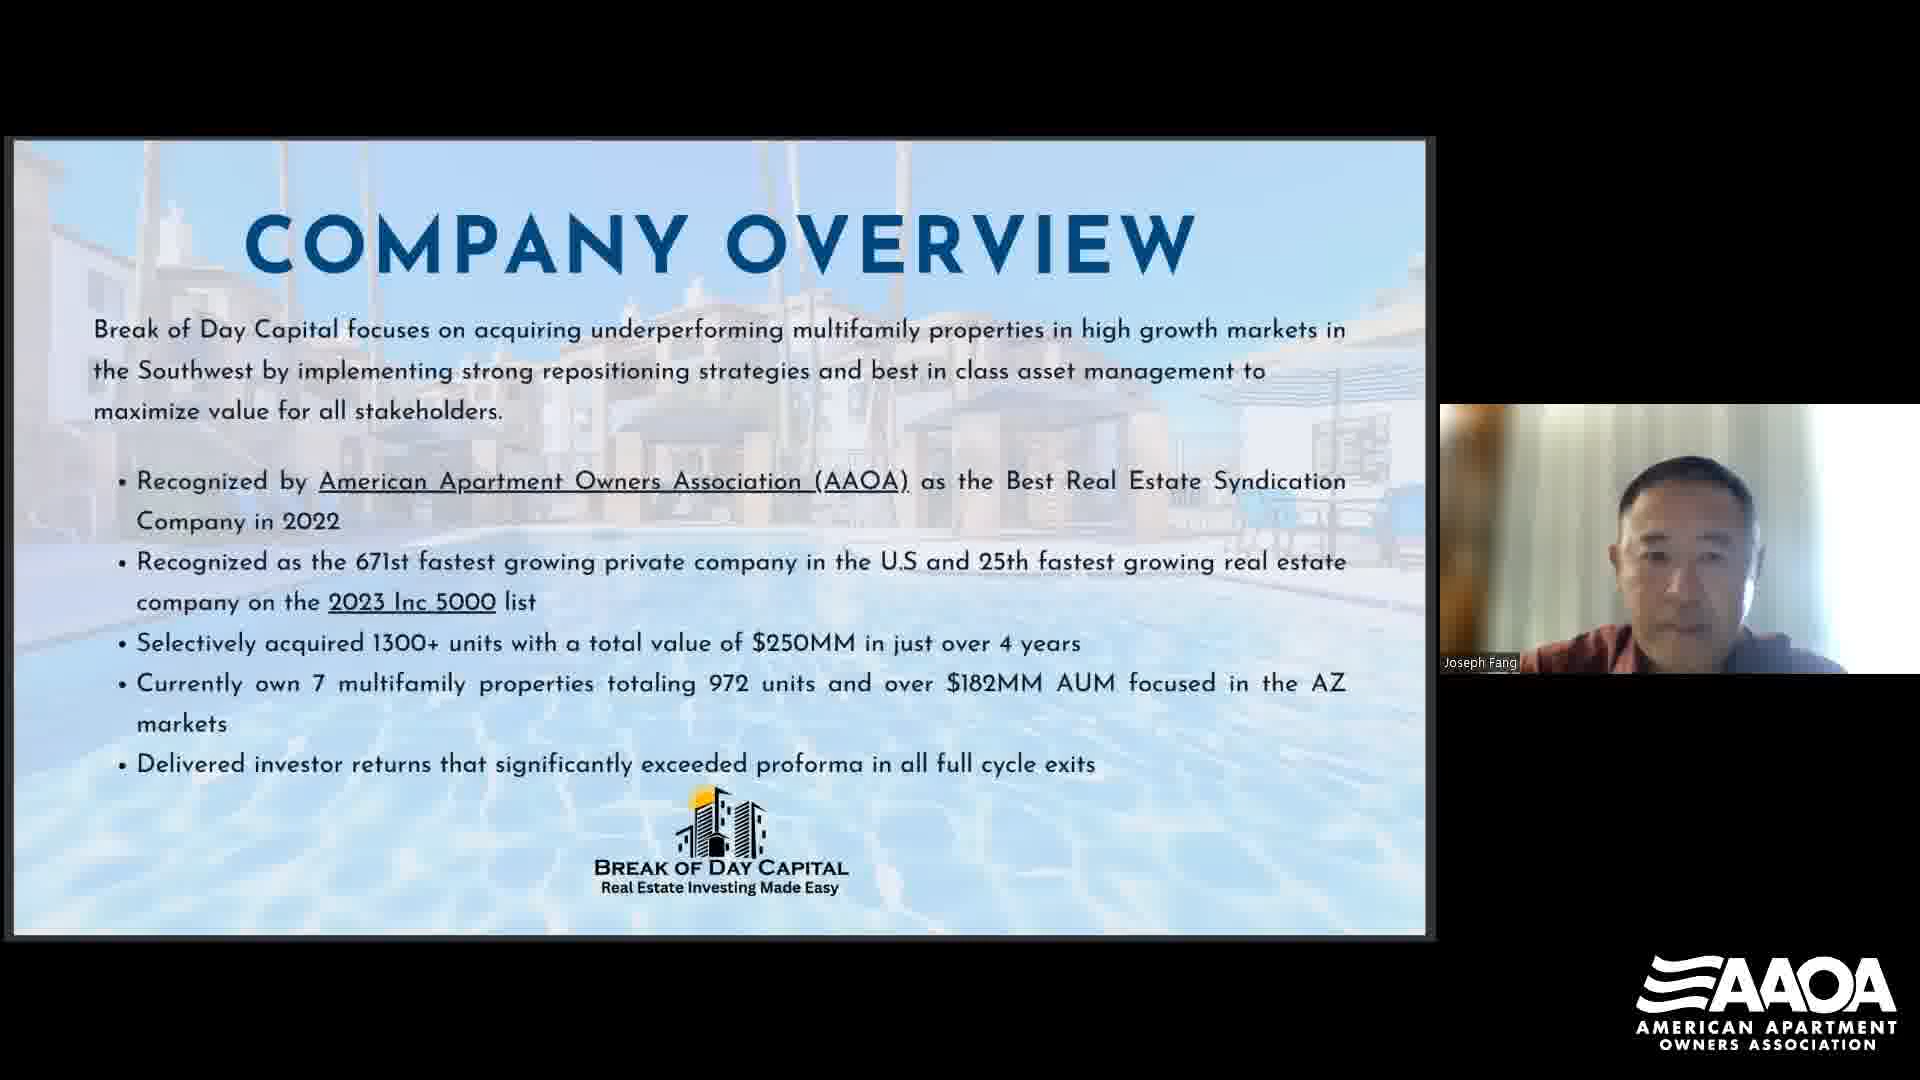 COMPANY OVERVIEW
Break of Day Capital focuses on acquiring underperforming multifamily properties in high growth markets in
the Southwest by implementing strong repositioning strategies and best in class asset management to
maximize value for all stakeholders.
• Recognized by American Apartment Owners Association (AAOA) as the Best Real Estate Syndication
Company in 2022
• Recognized as the 671st fastest growing private company in the U.S and 25th fastest growing real estate
company on the 2023 Inc 5000 list
• Selectively acquired 1300+ units with a total value of $250MM in just over 4 years
• Currently own 7 multifamily properties totaling 972 units and over $182MM AUM focused in the AZ
markets
• Delivered investor returns that significantly exceeded proforma in all full cycle exits
BREAK OF DAY CAPITAL
Real Estate Investing Made Easy
Joseph Fang
AAOA
AMERICAN APARTMENT
OWNERS ASSOCIATION